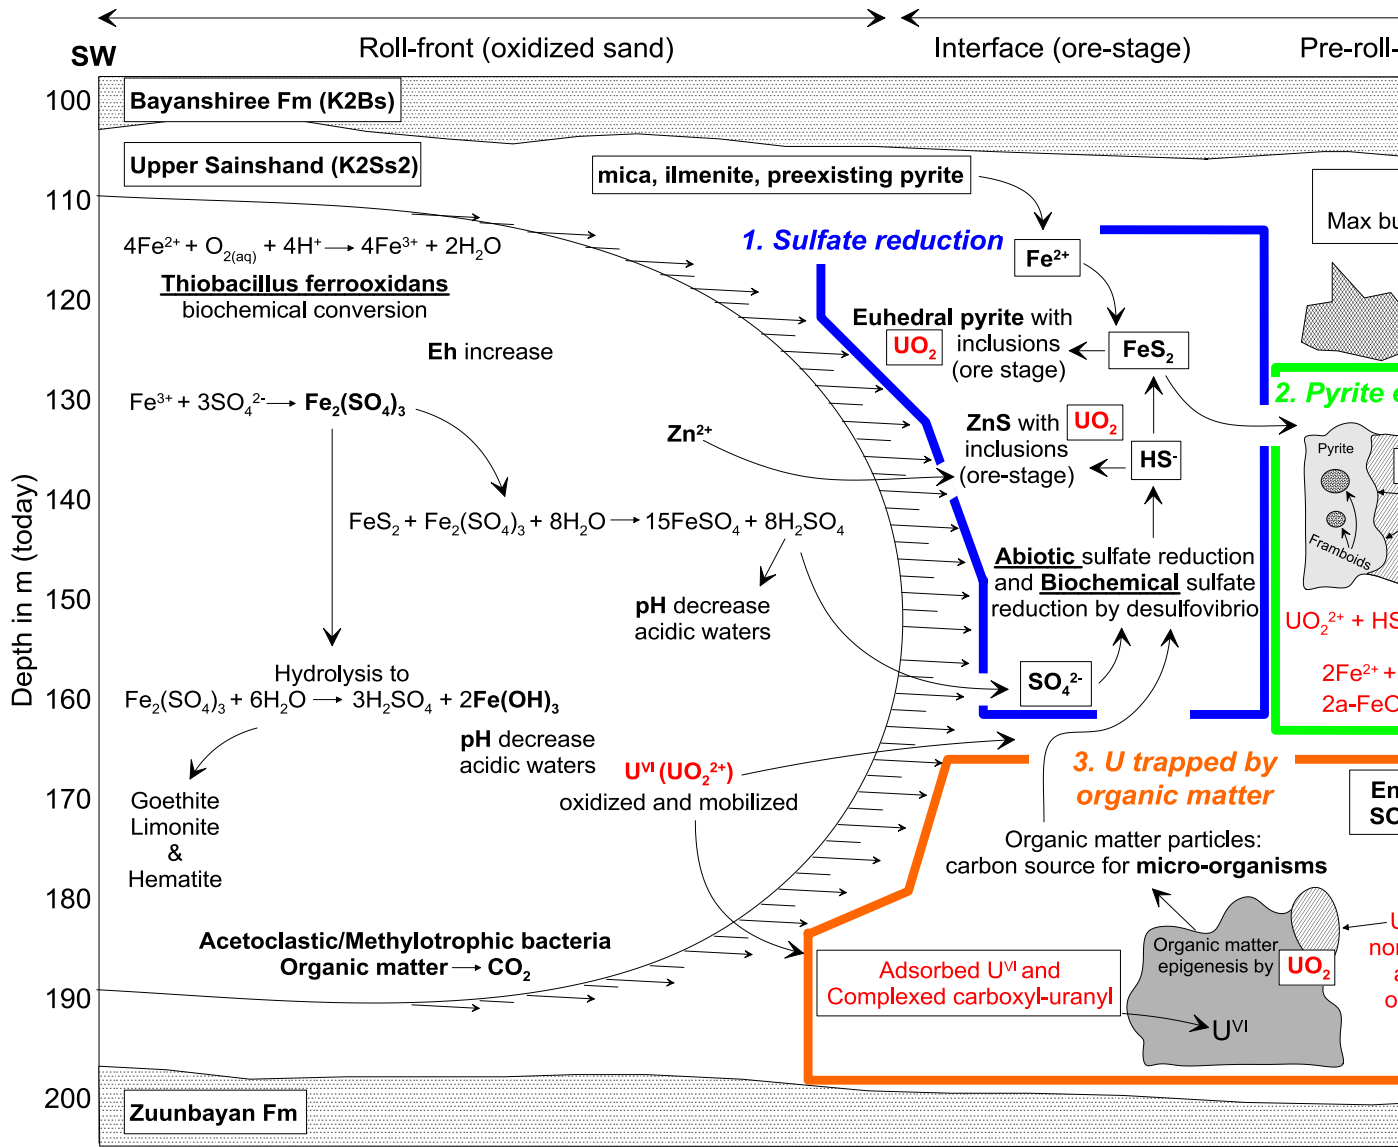 Roll-front (oxidized sand)
Interface (ore-stage)
Pre-roll-
SW
100
Bayanshiree Fm (K2Bs)
Upper Sainshand (K2Ss2)
mica, ilmenite, preexisting pyrite
110
Max bu
4Fe²⁺ + O₂₍aq₎ + 4H⁺ → 4Fe³⁺ + 2H₂O
1. Sulfate reduction
Fe²⁺
Thiobacillus ferrooxidans
biochemical conversion
120
Euhedral pyrite with
UO₂ inclusions
(ore stage)
FeS₂
Eh increase
130
2. Pyrite e
Fe³⁺ + 3SO₄²⁻ → Fe₂(SO₄)₃
Zn²⁺
ZnS with UO₂
inclusions
(ore-stage)
HS⁻
Pyrite
Framboids
140
FeS₂ + Fe₂(SO₄)₃ + 8H₂O → 15FeSO₄ + 8H₂SO₄
Abiotic sulfate reduction
and Biochemical sulfate
reduction by desulfovibrio
150
pH decrease
acidic waters
UO₂²⁺ + HS
2Fe²⁺ +
2a-FeO
Hydrolysis to
Fe₂(SO₄)₃ + 6H₂O → 3H₂SO₄ + 2Fe(OH)₃
SO₄²⁻
160
pH decrease
acidic waters
Uⱽᴵ (UO₂²⁺)
oxidized and mobilized
3. U trapped by
organic matter
En
SO
170
Goethite
Limonite
&
Hematite
Organic matter particles:
carbon source for micro-organisms
180
Acetoclastic/Methylotrophic bacteria
Organic matter → CO₂
Adsorbed Uⱽᴵ and
Complexed carboxyl-uranyl
Organic matter
epigenesis by UO₂
Uⱽᴵ
U
nor
a
o
190
200
Zuunbayan Fm
Depth in m (today)